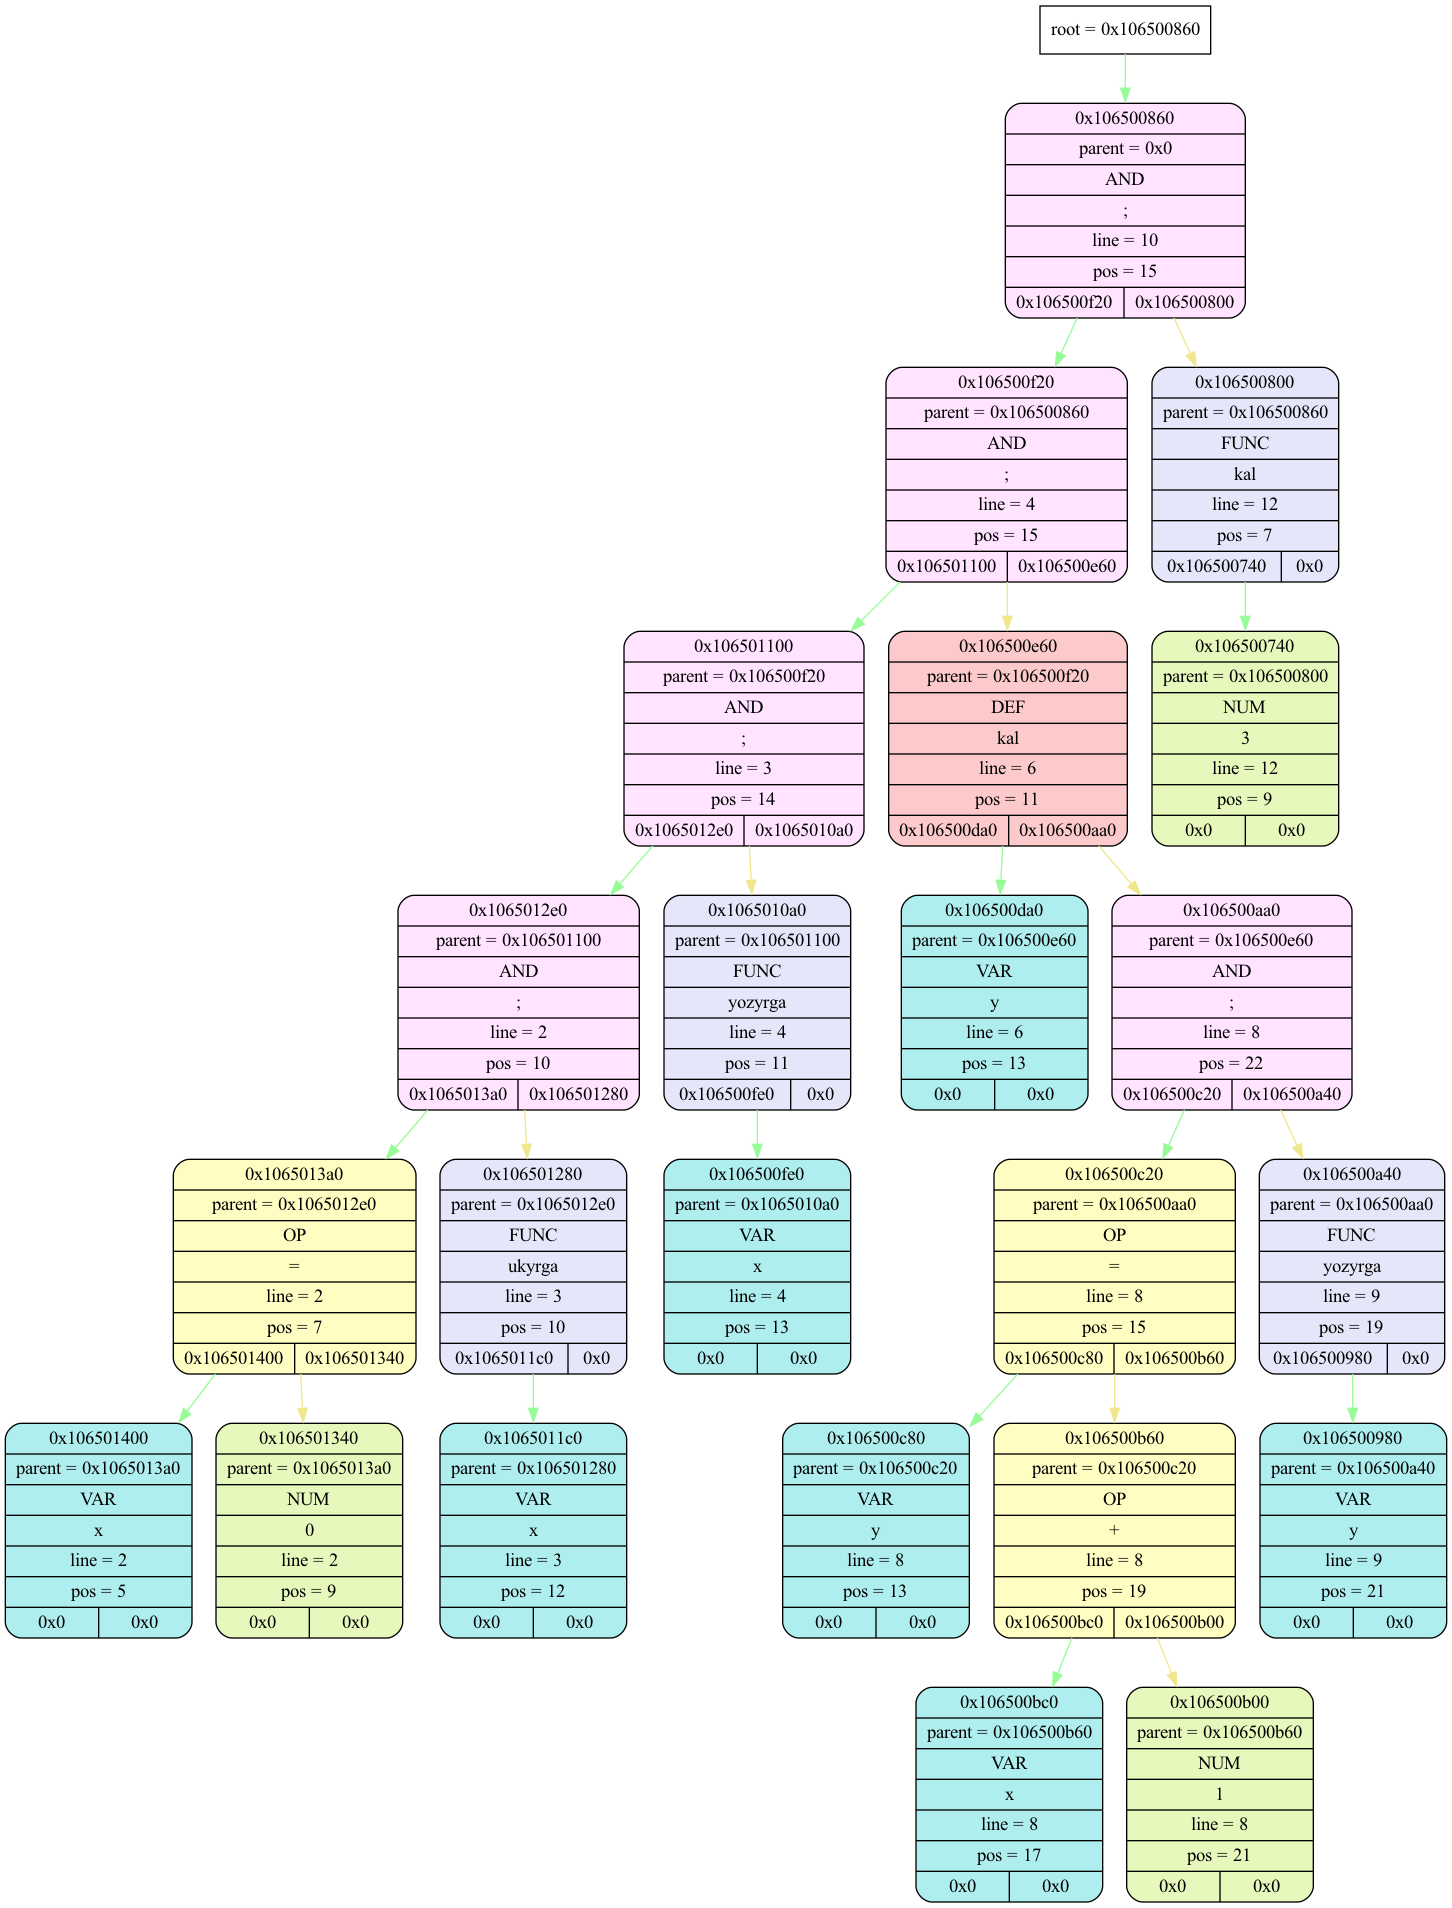 root = 0x106500860
0x106500860
parent = 0x0
AND
;
line = 10
pos = 15
0x106500f20 0x106500800
0x106500f20
parent = 0x106500860
AND
;
line = 4
pos = 15
0x106501100 0x106500e60
0x106500800
parent = 0x106500860
FUNC
kal
line = 12
pos = 7
0x106500740 0x0
0x106501100
parent = 0x106500f20
AND
;
line = 3
pos = 14
0x1065012e0 0x1065010a0
0x106500e60
parent = 0x106500f20
DEF
kal
line = 6
pos = 11
0x106500da0 0x106500aa0
0x106500740
parent = 0x106500800
NUM
3
line = 12
pos = 9
0x0 0x0
0x1065012e0
parent = 0x106501100
AND
;
line = 2
pos = 10
0x1065013a0 0x106501280
0x1065010a0
parent = 0x106501100
FUNC
yozyrga
line = 4
pos = 11
0x106500fe0 0x0
0x106500da0
parent = 0x106500e60
VAR
y
line = 6
pos = 13
0x0 0x0
0x106500aa0
parent = 0x106500e60
AND
;
line = 8
pos = 22
0x106500c20 0x106500a40
0x1065013a0
parent = 0x1065012e0
OP
=
line = 2
pos = 7
0x106501400 0x106501340
0x106501280
parent = 0x1065012e0
FUNC
ukyrga
line = 3
pos = 10
0x1065011c0 0x0
0x106500fe0
parent = 0x1065010a0
VAR
x
line = 4
pos = 13
0x0 0x0
0x106500c20
parent = 0x106500aa0
OP
=
line = 8
pos = 15
0x106500c80 0x106500b60
0x106500a40
parent = 0x106500aa0
FUNC
yozyrga
line = 9
pos = 19
0x106500980 0x0
0x106501400
parent = 0x1065013a0
VAR
x
line = 2
pos = 5
0x0 0x0
0x106501340
parent = 0x1065013a0
NUM
0
line = 2
pos = 9
0x0 0x0
0x1065011c0
parent = 0x106501280
VAR
x
line = 3
pos = 12
0x0 0x0
0x106500c80
parent = 0x106500c20
VAR
y
line = 8
pos = 13
0x0 0x0
0x106500b60
parent = 0x106500c20
OP
+
line = 8
pos = 19
0x106500bc0 0x106500b00
0x106500980
parent = 0x106500a40
VAR
y
line = 9
pos = 21
0x0 0x0
0x106500bc0
parent = 0x106500b60
VAR
x
line = 8
pos = 17
0x0 0x0
0x106500b00
parent = 0x106500b60
NUM
1
line = 8
pos = 21
0x0 0x0